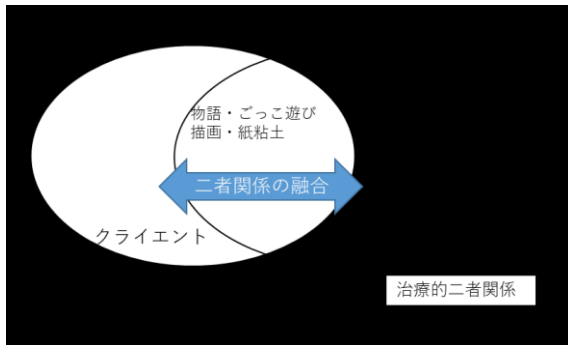 物語・ごっこ遊び
描画・紙粘土
二者関係の融合
クライエント
治療的二者関係